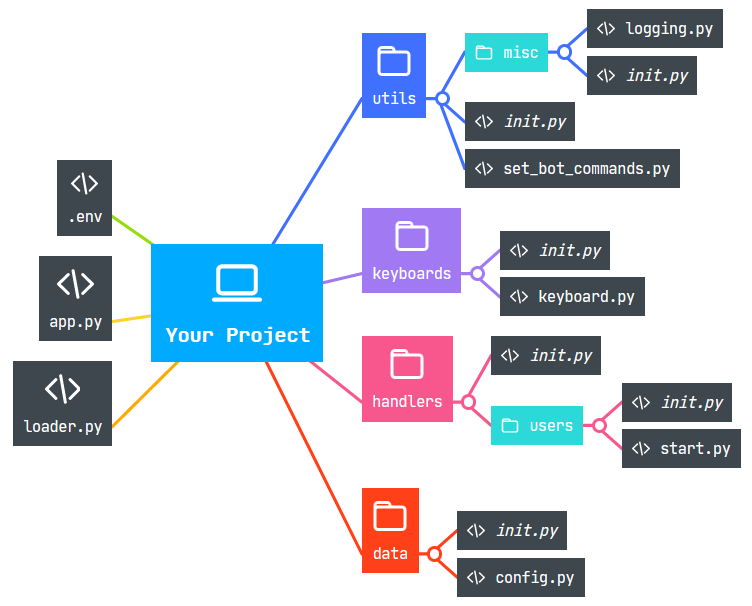 .env
app.py
loader.py
Your Project
utils
misc
logging.py
init.py
init.py
set_bot_commands.py
keyboards
init.py
keyboard.py
handlers
init.py
users
init.py
start.py
data
init.py
config.py